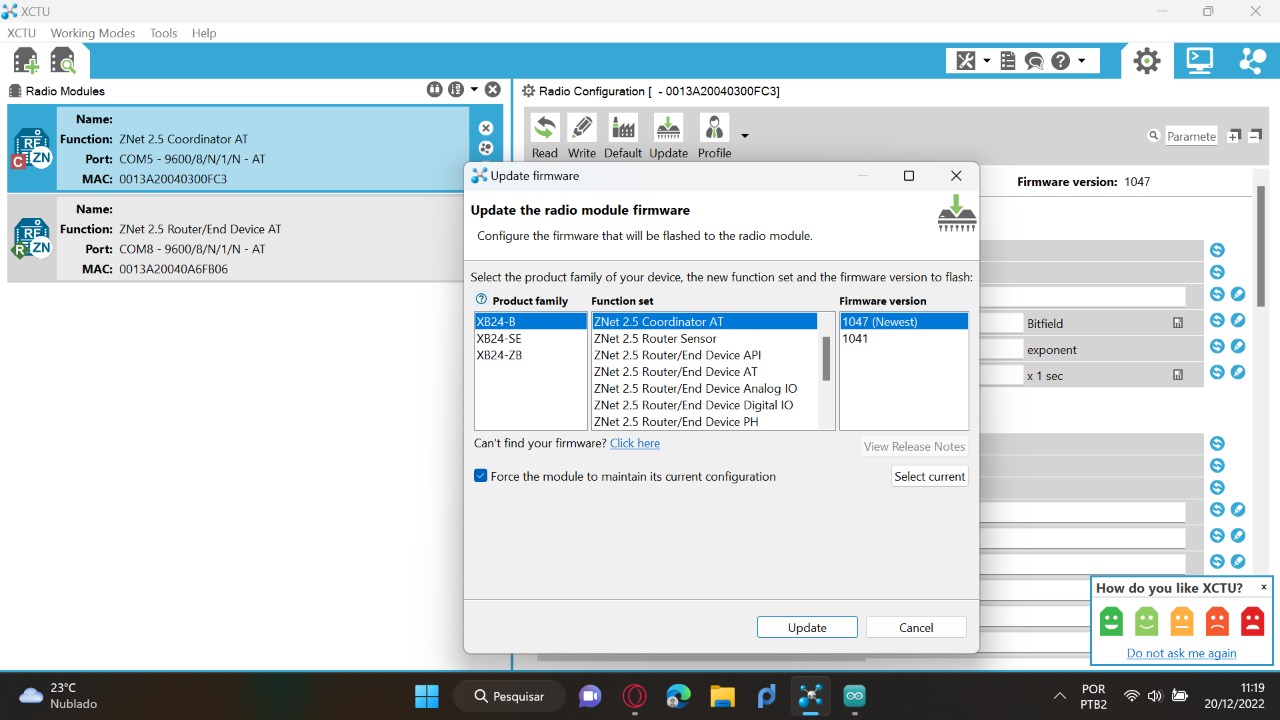 XCTU
XCTU Working Modes Tools Help
Radio Modules
Name:
Function: ZNet 2.5 Coordinator AT
Port: COM5 - 9600/8/N/1/N - AT
MAC: 0013A20040300FC3
Name:
Function: ZNet 2.5 Router/End Device AT
Port: COM8 - 9600/8/N/1/N - AT
MAC: 0013A20040A6FB06
Radio Configuration [ - 0013A20040300FC3]
Read Write Default Update Profile
Paramete
Firmware version: 1047
Bitfield
exponent
x 1 sec
Update firmware
Update the radio module firmware
Configure the firmware that will be flashed to the radio module.
Select the product family of your device, the new function set and the firmware version to flash:
Product family Function set Firmware version
XB24-B ZNet 2.5 Coordinator AT 1047 (Newest)
XB24-SE ZNet 2.5 Router Sensor 1041
XB24-ZB ZNet 2.5 Router/End Device API
ZNet 2.5 Router/End Device AT
ZNet 2.5 Router/End Device Analog IO
ZNet 2.5 Router/End Device Digital IO
ZNet 2.5 Router/End Device PH
Can't find your firmware? Click here View Release Notes
Force the module to maintain its current configuration Select current
Update Cancel
How do you like XCTU? ×
Do not ask me again
23°C
Nublado
Pesquisar
POR
PTB2
11:19
20/12/2022